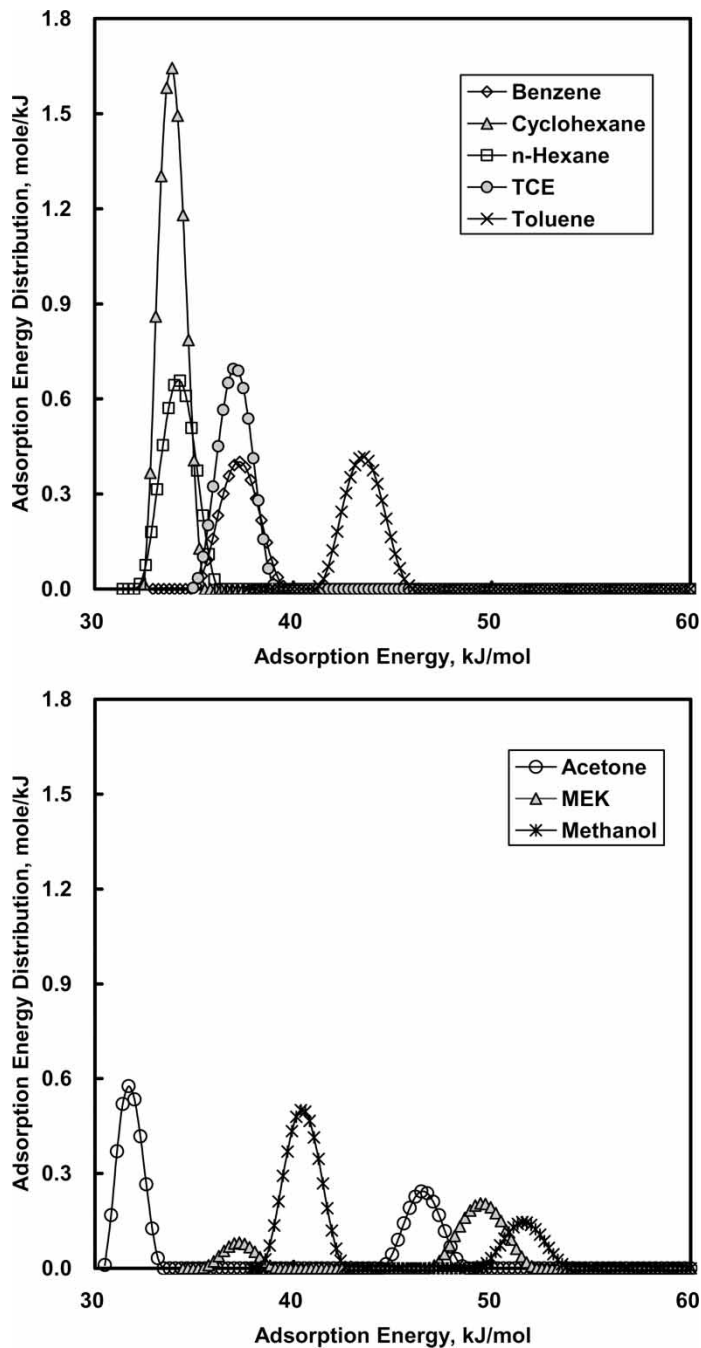 1.8
1.5
1.2
0.9
0.6
0.3
0.0
Adsorption Energy Distribution, mole/kJ
Benzene
Cyclohexane
n-Hexane
TCE
Toluene
30 40 50 60
Adsorption Energy, kJ/mol
1.8
1.5
1.2
0.9
0.6
0.3
0.0
Adsorption Energy Distribution, mole/kJ
Acetone
MEK
Methanol
30 40 50 60
Adsorption Energy, kJ/mol